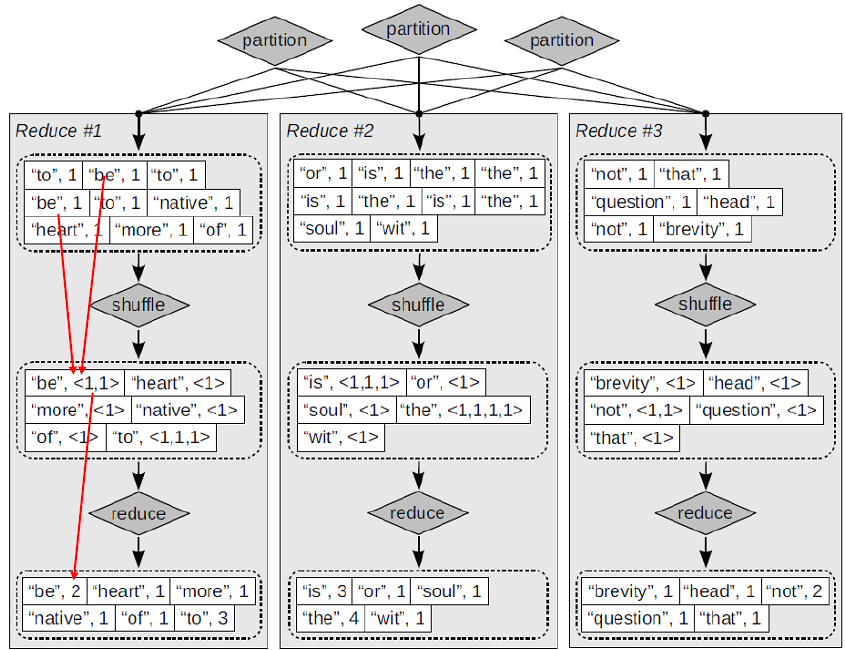 partition
partition
partition
Reduce #1
“to”, 1 “be”, 1 “to”, 1
“be”, 1 “to”, 1 “native”, 1
“heart”, 1 “more”, 1 “of”, 1
shuffle
“be”, <1,1> “heart”, <1>
“more”, <1> “native”, <1>
“of”, <1> “to”, <1,1,1>
reduce
“be”, 2 “heart”, 1 “more”, 1
“native”, 1 “of”, 1 “to”, 3
Reduce #2
“or”, 1 “is”, 1 “the”, 1 “the”, 1
“is”, 1 “the”, 1 “is”, 1 “the”, 1
“soul”, 1 “wit”, 1
shuffle
“is”, <1,1,1> “or”, <1>
“soul”, <1> “the”, <1,1,1,1>
“wit”, <1>
reduce
“is”, 3 “or”, 1 “soul”, 1
“the”, 4 “wit”, 1
Reduce #3
“not”, 1 “that”, 1
“question”, 1 “head”, 1
“not”, 1 “brevity”, 1
shuffle
“brevity”, <1> “head”, <1>
“not”, <1,1> “question”, <1>
“that”, <1>
reduce
“brevity”, 1 “head”, 1 “not”, 2
“question”, 1 “that”, 1